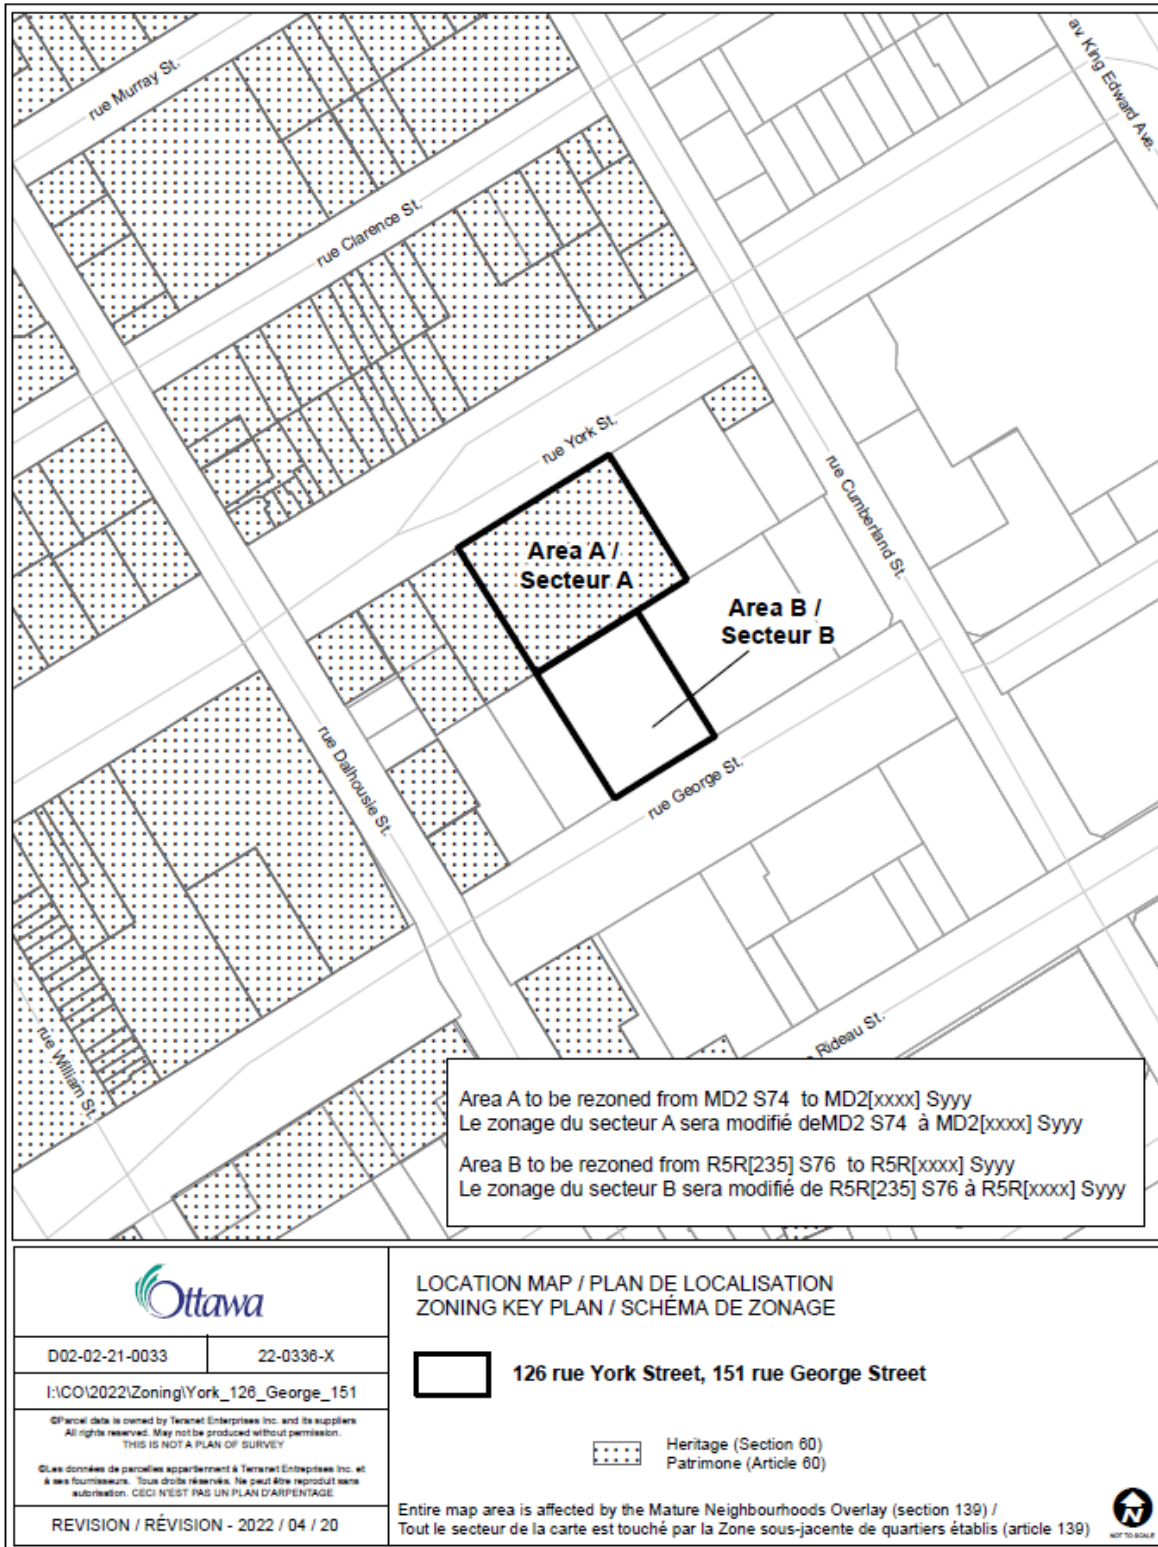 rue Murray St.
av King Edward Ave.
rue Clarence St.
rue York St.
rue Cumberland St.
Area A /
Secteur A
Area B /
Secteur B
rue Dalhousie St.
rue George St.
rue William St.
Rideau St.
Area A to be rezoned from MD2 S74 to MD2[xxxx] Syyy
Le zonage du secteur A sera modifié deMD2 S74 à MD2[xxxx] Syyy
Area B to be rezoned from R5R[235] S76 to R5R[xxxx] Syyy
Le zonage du secteur B sera modifié de R5R[235] S76 à R5R[xxxx] Syyy
Ottawa
D02-02-21-0033
22-0336-X
I:\CO\2022\Zoning\York_126_George_151
©Parcel data is owned by Teranet Enterprises Inc. and its suppliers
All rights reserved. May not be produced without permission.
THIS IS NOT A PLAN OF SURVEY
©Les données de parcelles appartiennent à Teranet Entreprises Inc. et
à ses fournisseurs. Tous droits réservés. Ne peut être reproduit sans
autorisation. CECI N'EST PAS UN PLAN D'ARPENTAGE
REVISION / RÉVISION - 2022 / 04 / 20
LOCATION MAP / PLAN DE LOCALISATION
ZONING KEY PLAN / SCHÉMA DE ZONAGE
126 rue York Street, 151 rue George Street
Heritage (Section 60)
Patrimone (Article 60)
Entire map area is affected by the Mature Neighbourhoods Overlay (section 139) /
Tout le secteur de la carte est touché par la Zone sous-jacente de quartiers établis (article 139)
N
NOT TO SCALE